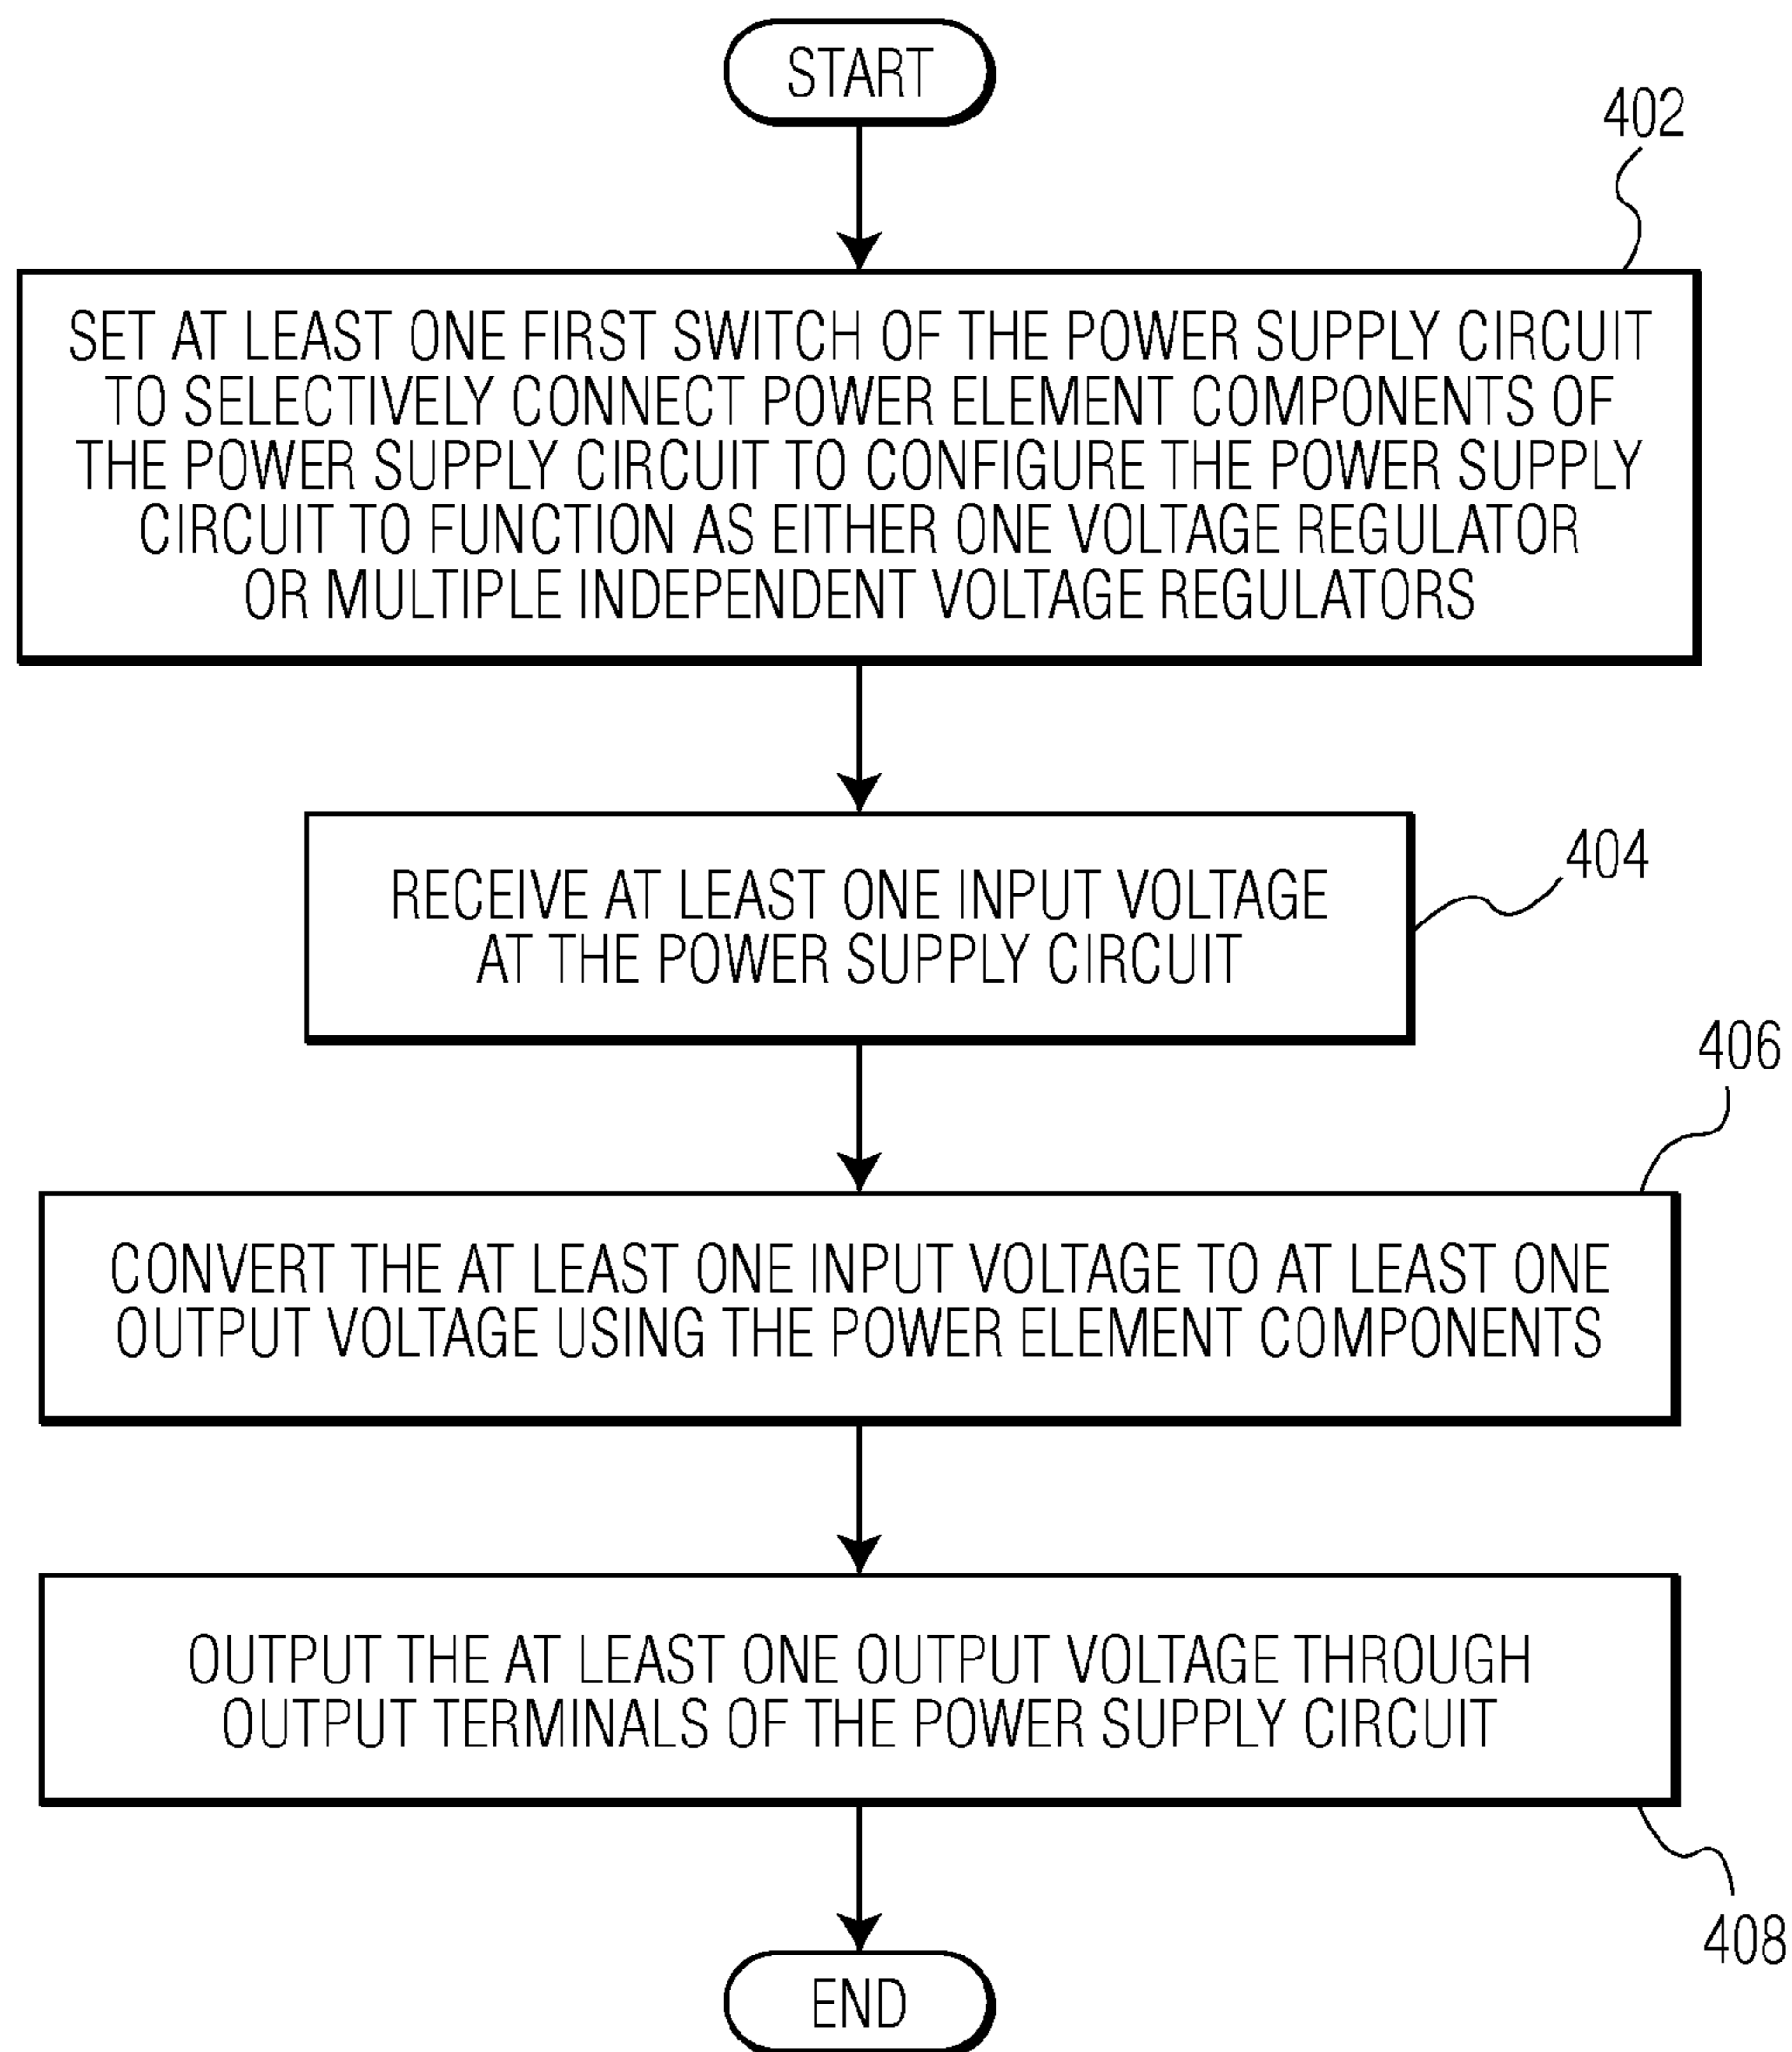 START
402
SET AT LEAST ONE FIRST SWITCH OF THE POWER SUPPLY CIRCUIT
TO SELECTIVELY CONNECT POWER ELEMENT COMPONENTS OF
THE POWER SUPPLY CIRCUIT TO CONFIGURE THE POWER SUPPLY
CIRCUIT TO FUNCTION AS EITHER ONE VOLTAGE REGULATOR
OR MULTIPLE INDEPENDENT VOLTAGE REGULATORS
404
RECEIVE AT LEAST ONE INPUT VOLTAGE
AT THE POWER SUPPLY CIRCUIT
406
CONVERT THE AT LEAST ONE INPUT VOLTAGE TO AT LEAST ONE
OUTPUT VOLTAGE USING THE POWER ELEMENT COMPONENTS
OUTPUT THE AT LEAST ONE OUTPUT VOLTAGE THROUGH
OUTPUT TERMINALS OF THE POWER SUPPLY CIRCUIT
408
END